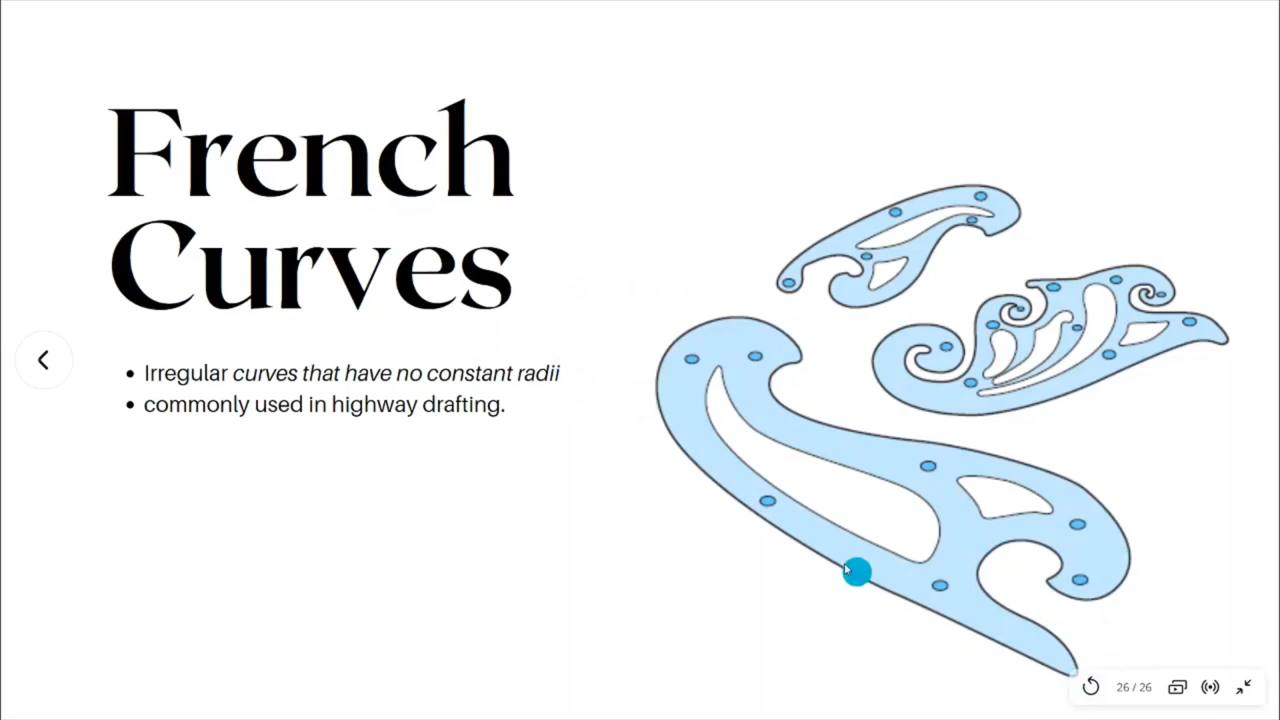 French
Curves
• Irregular curves that have no constant radii
• commonly used in highway drafting.
26 / 26